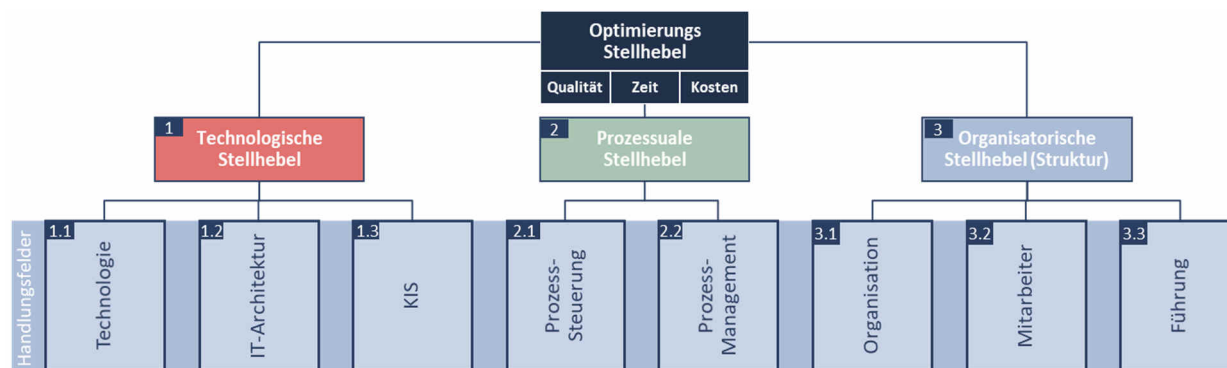 Optimierungs
Stellhebel
Qualität Zeit Kosten
1
Technologische
Stellhebel
2
Prozessuale
Stellhebel
3
Organisatorische
Stellhebel (Struktur)
Handlungsfelder
1.1
Technologie
1.2
IT-Architektur
1.3
KIS
2.1
Prozess-
Steuerung
2.2
Prozess-
Management
3.1
Organisation
3.2
Mitarbeiter
3.3
Führung